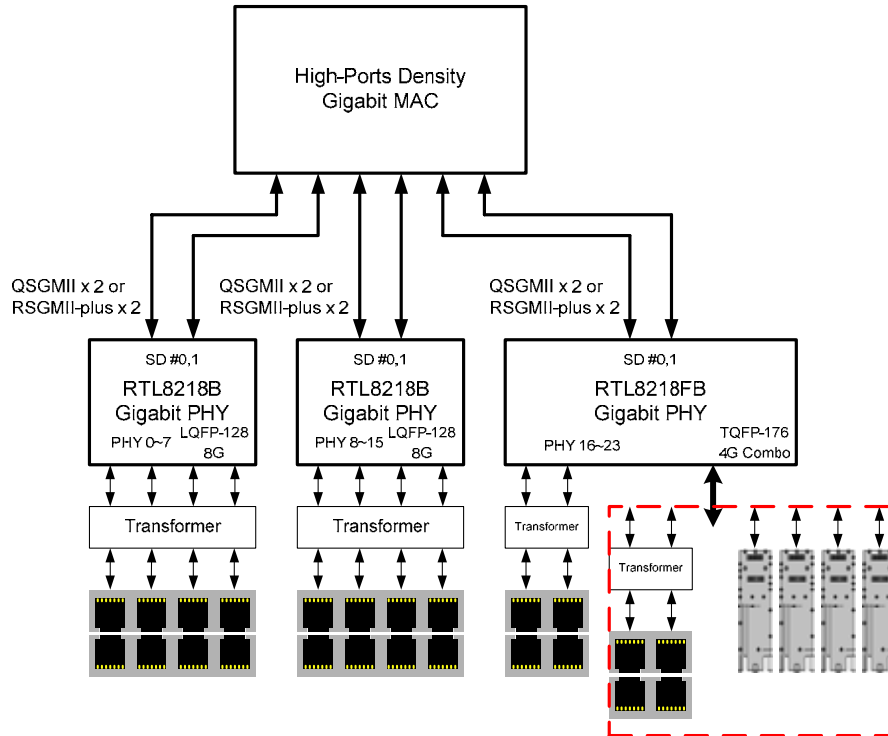 High-Ports Density
Gigabit MAC
QSGMII x 2 or
RSGMII-plus x 2
QSGMII x 2 or
RSGMII-plus x 2
QSGMII x 2 or
RSGMII-plus x 2
SD #0,1
RTL8218B
Gigabit PHY
LQFP-128
PHY 0~7
8G
SD #0,1
RTL8218B
Gigabit PHY
LQFP-128
PHY 8~15
8G
SD #0,1
RTL8218FB
Gigabit PHY
TQFP-176
PHY 16~23
4G Combo
Transformer
Transformer
Transformer
Transformer